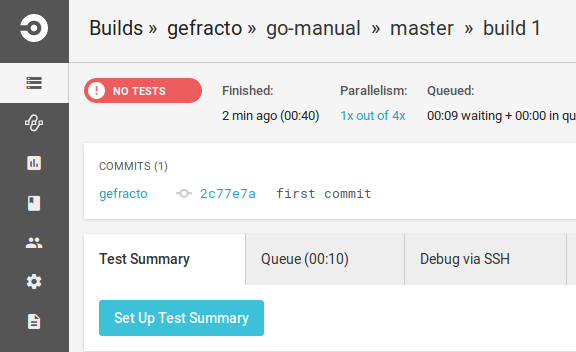 Builds » gefracto » go-manual » master » build 1
NO TESTS
Finished: Parallelism: Queued:
2 min ago (00:40) 1x out of 4x 00:09 waiting + 00:00 in qu
COMMITS (1)
gefracto 2c77e7a first commit
Test Summary Queue (00:10) Debug via SSH
Set Up Test Summary